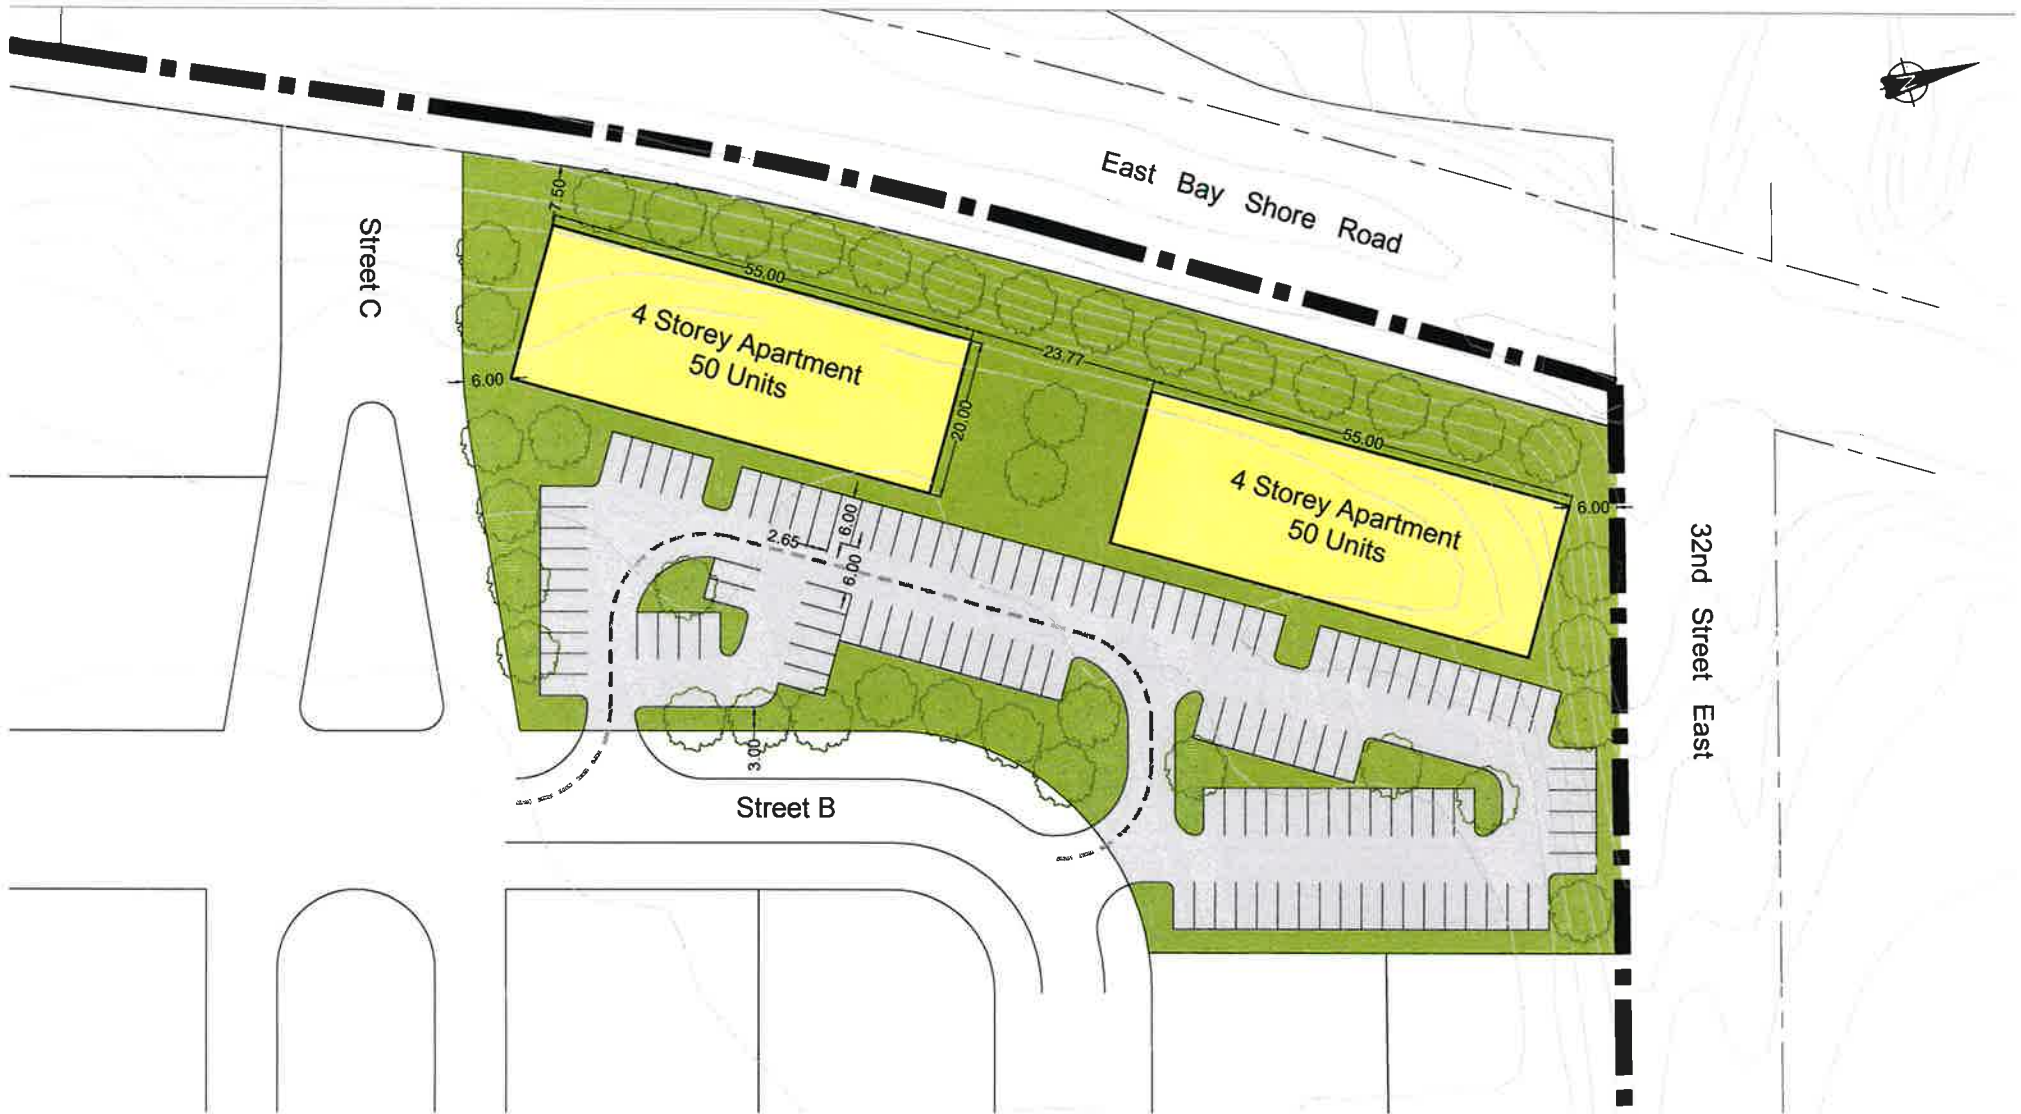 N
East Bay Shore Road
Street C
7.50
55.00
4 Storey Apartment
50 Units
23.77
6.00
20.00
55.00
4 Storey Apartment
50 Units
6.00
6.00
2.65
6.00
32nd Street East
3.00
Street B